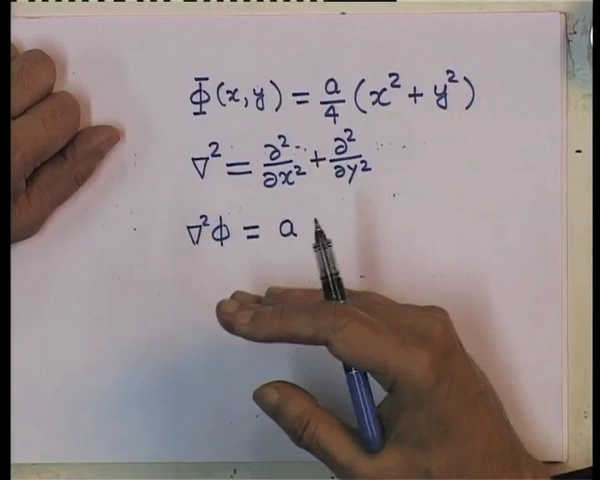 Φ(x, y) = a/4 (x² + y²)
∇² = ∂²/∂x² + ∂²/∂y²
∇²ϕ = a